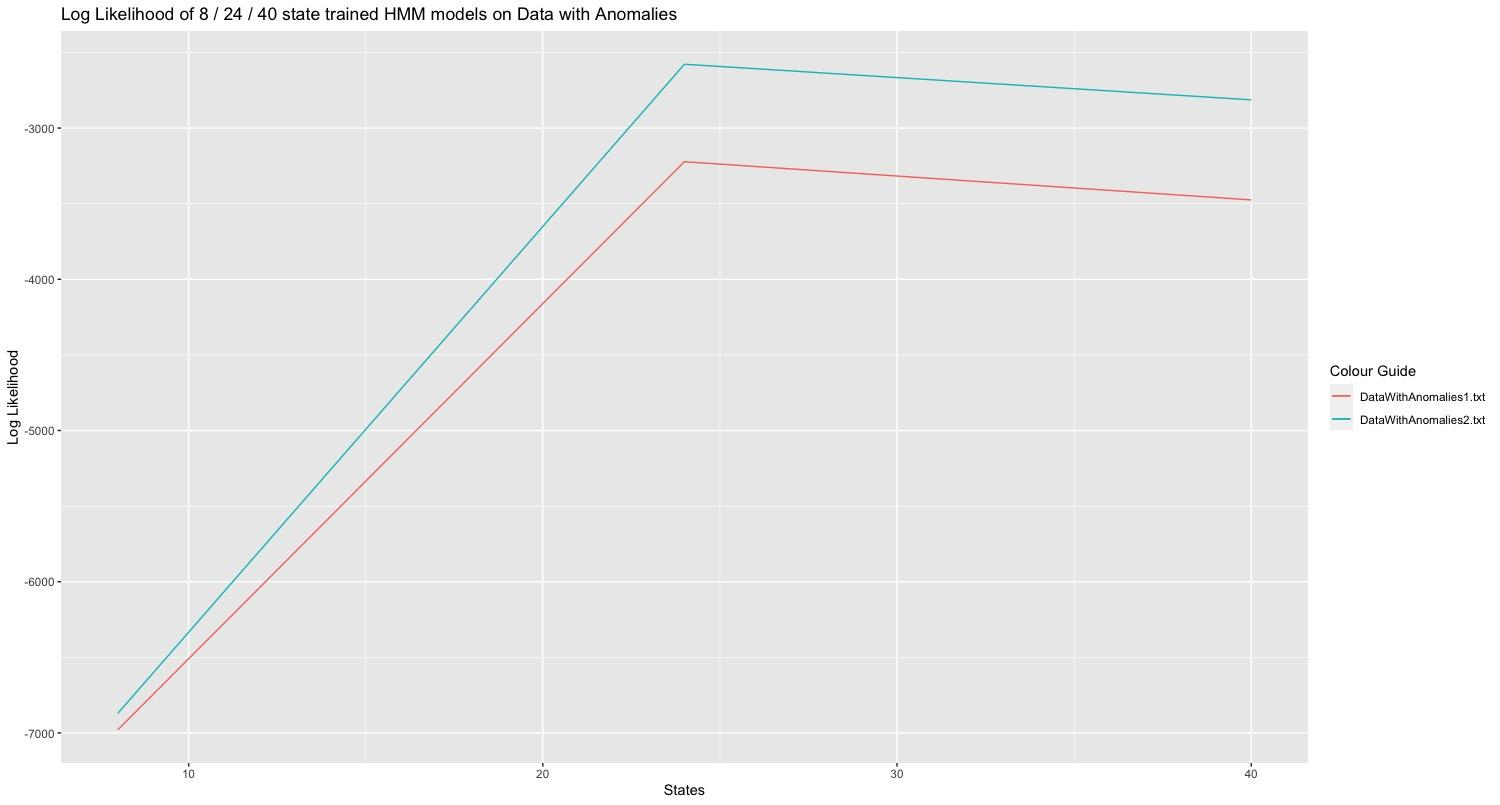 Log Likelihood of 8 / 24 / 40 state trained HMM models on Data with Anomalies
Log Likelihood
-3000
-4000
-5000
-6000
-7000
10
20
30
40
States
Colour Guide
DataWithAnomalies1.txt
DataWithAnomalies2.txt